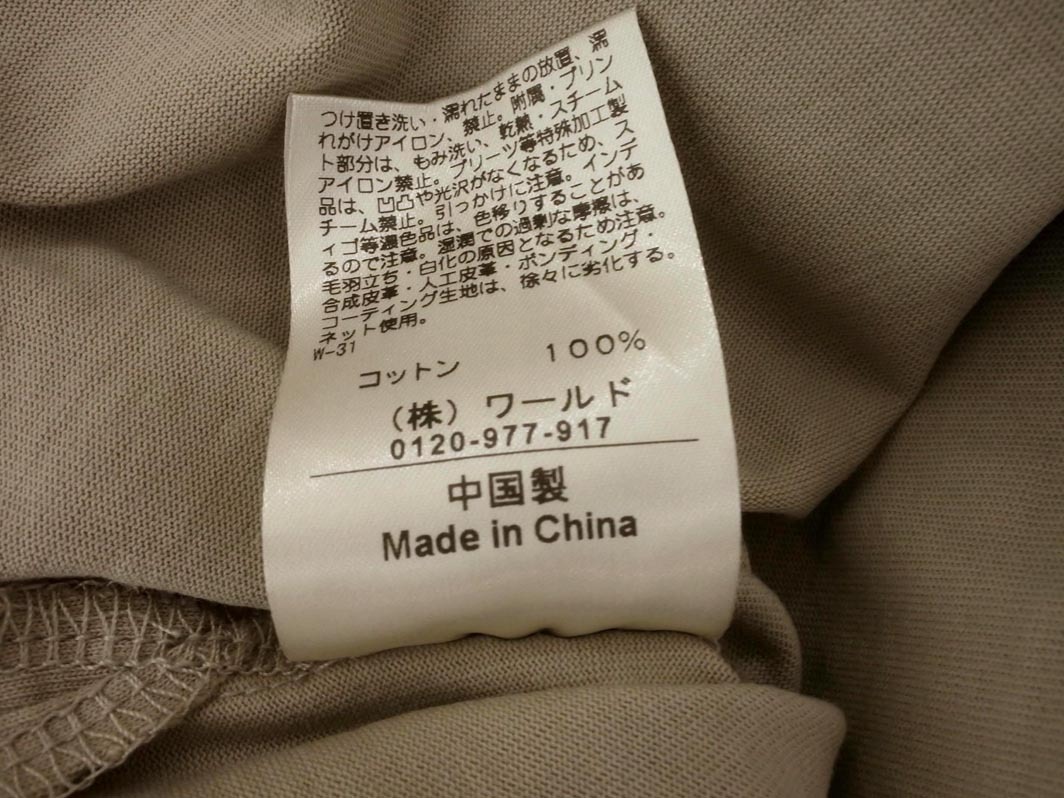 つけ置き洗い・濡れたままの放置、濡
れがけアイロン、禁止。附属・プリン
ト部分は、もみ洗い、乾熱・スチーム
アイロン禁止。プリーツ等特殊加工製
品は、凹凸や光沢がなくなるため、ス
チーム禁止。引っかけに注意。インデ
ィゴ等濃色品は、色移りすることがあ
るので注意。湿潤での過剰な摩擦は、
毛羽立ち・白化の原因となるため注意。
合成皮革・人工皮革・ボンディング・
コーティング生地は、徐々に劣化する。
ネット使用。
W-31
コットン 100%
(株) ワールド
0120-977-917
中国製
Made in China